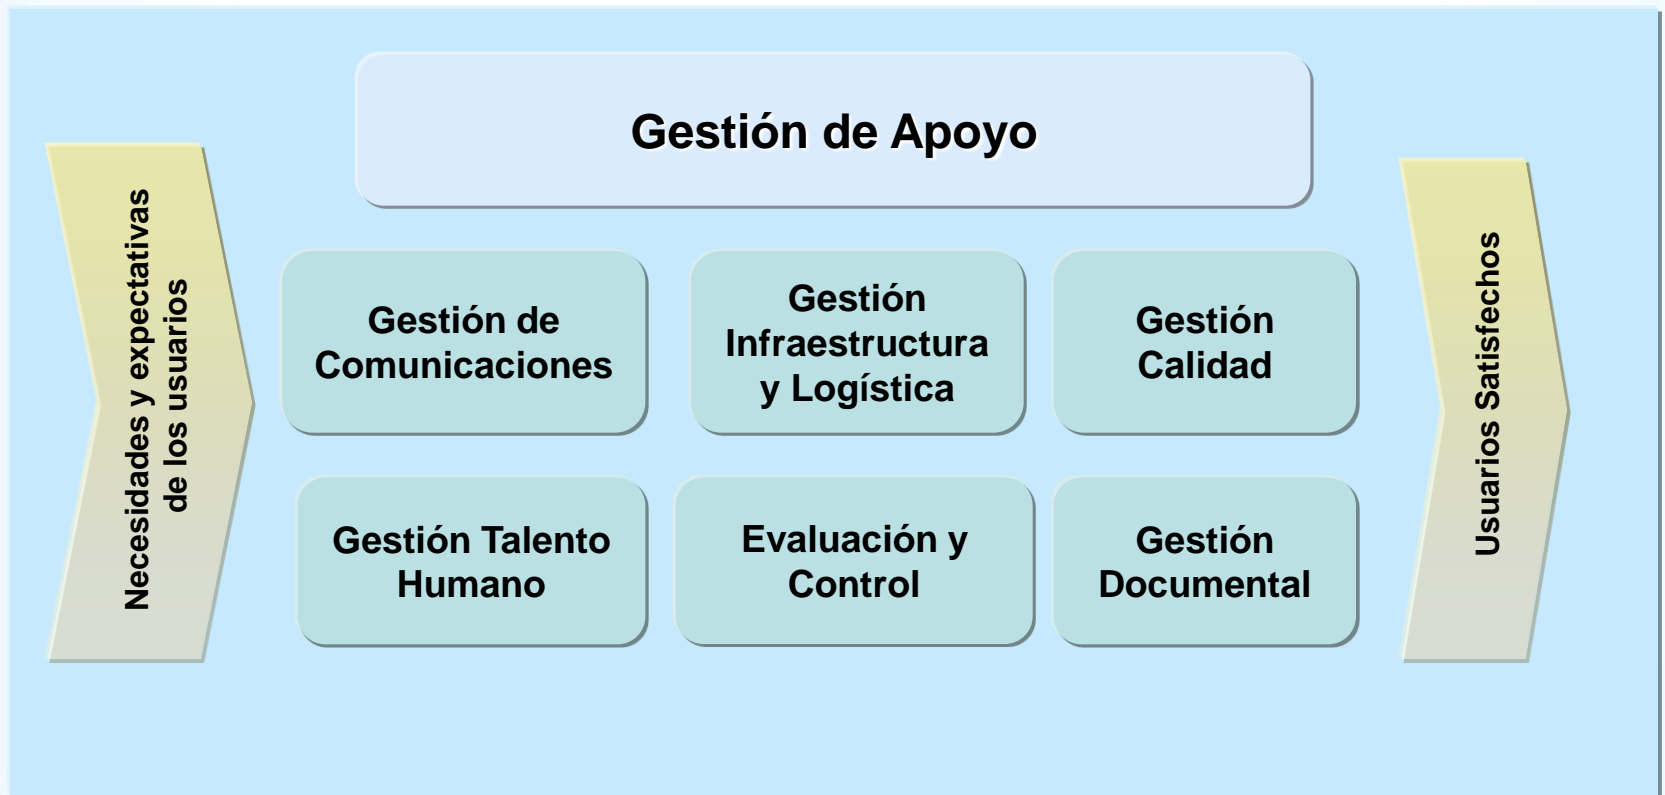 Gestión de Apoyo
Necesidades y expectativas
de los usuarios
Gestión de
Comunicaciones
Gestión
Infraestructura
y Logística
Gestión
Calidad
Gestión Talento
Humano
Evaluación y
Control
Gestión
Documental
Usuarios Satisfechos